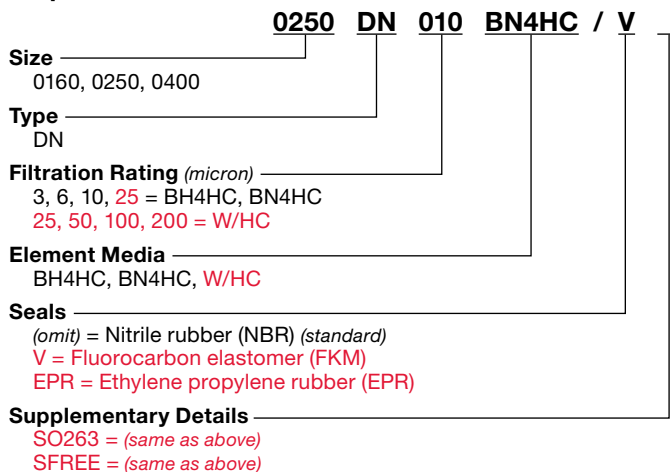 0250 DN 010 BN4HC / V
Size
0160, 0250, 0400
Type
DN
Filtration Rating (micron)
3, 6, 10, 25 = BH4HC, BN4HC
25, 50, 100, 200 = W/HC
Element Media
BH4HC, BN4HC, W/HC
Seals
(omit) = Nitrile rubber (NBR) (standard)
V = Fluorocarbon elastomer (FKM)
EPR = Ethylene propylene rubber (EPR)
Supplementary Details
SO263 = (same as above)
SFREE = (same as above)